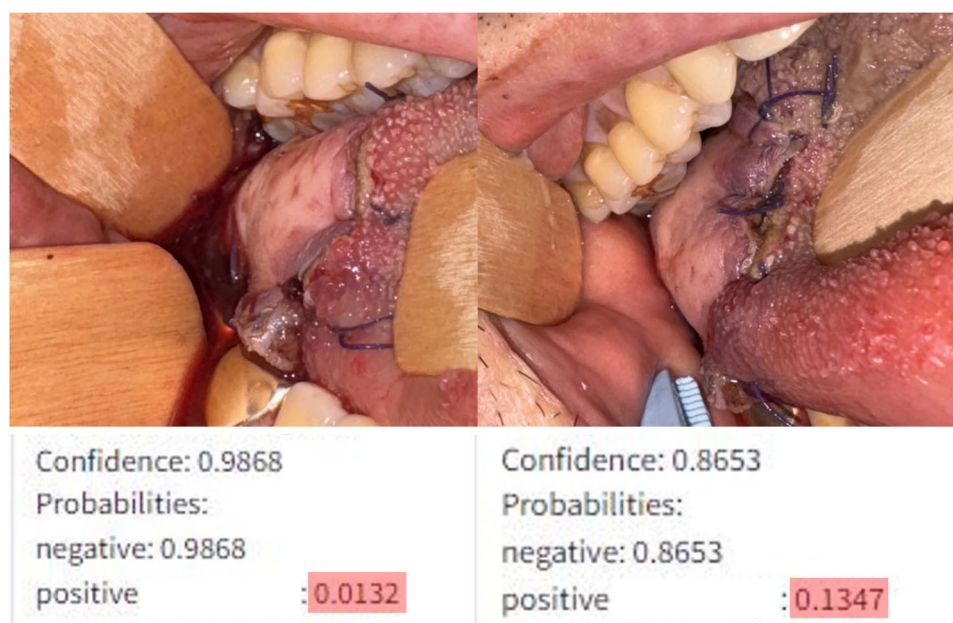 Confidence: 0.9868
Probabilities:
negative: 0.9868
positive : 0.0132
Confidence: 0.8653
Probabilities:
negative: 0.8653
positive : 0.1347